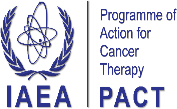 Programme of
Action for
Cancer
Therapy
IAEA PACT